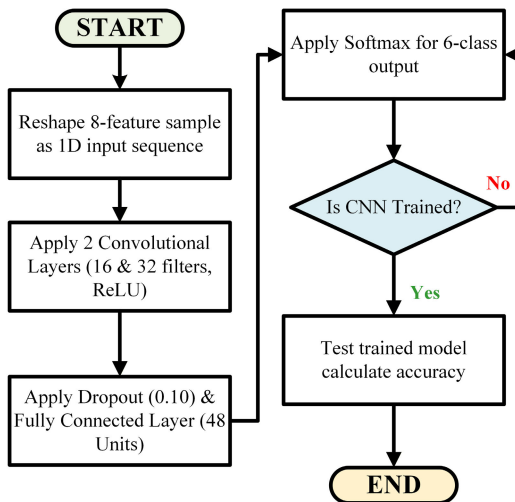 START
Reshape 8-feature sample
as 1D input sequence
Apply 2 Convolutional
Layers (16 & 32 filters,
ReLU)
Apply Dropout (0.10) &
Fully Connected Layer (48
Units)
Apply Softmax for 6-class
output
Is CNN Trained?
No
Yes
Test trained model
calculate accuracy
END